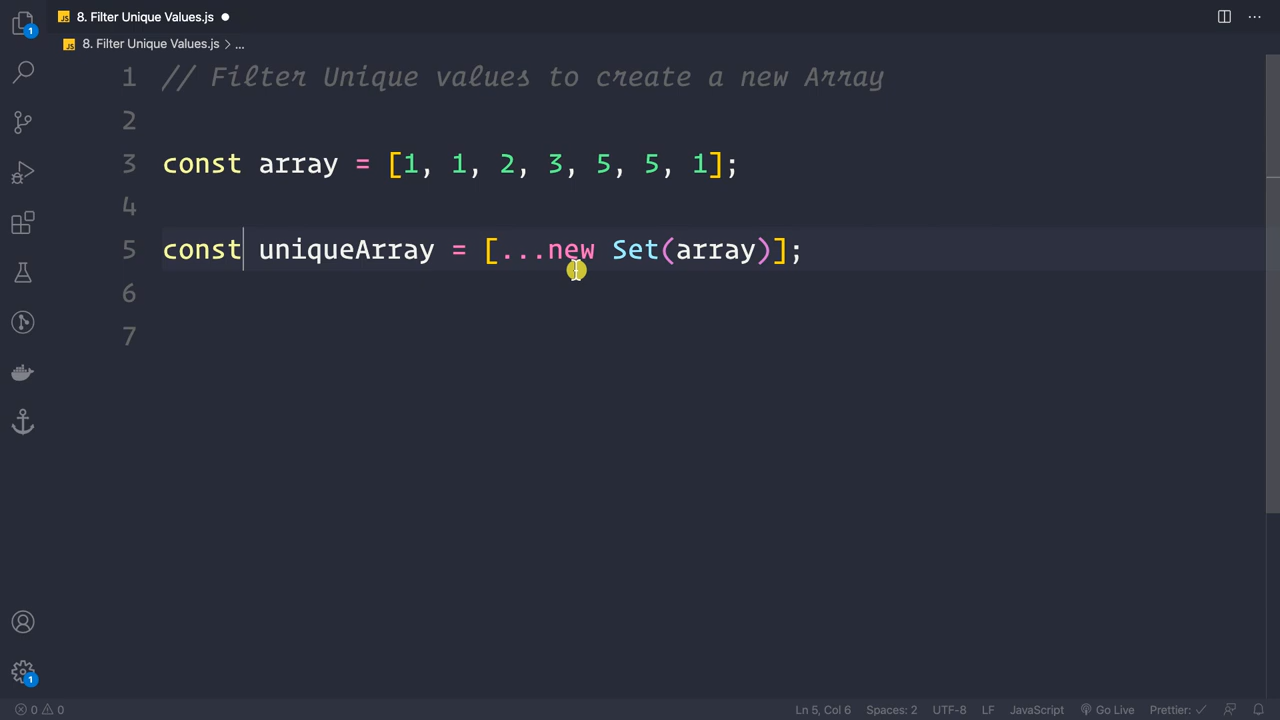 8. Filter Unique Values.js
8. Filter Unique Values.js > ...
1 // Filter Unique values to create a new Array
2
3 const array = [1, 1, 2, 3, 5, 5, 1];
4
5 const uniqueArray = [...new Set(array)];
6
7
1
1
0 0
Ln 5, Col 6 Spaces: 2 UTF-8 LF JavaScript Go Live Prettier: ✓